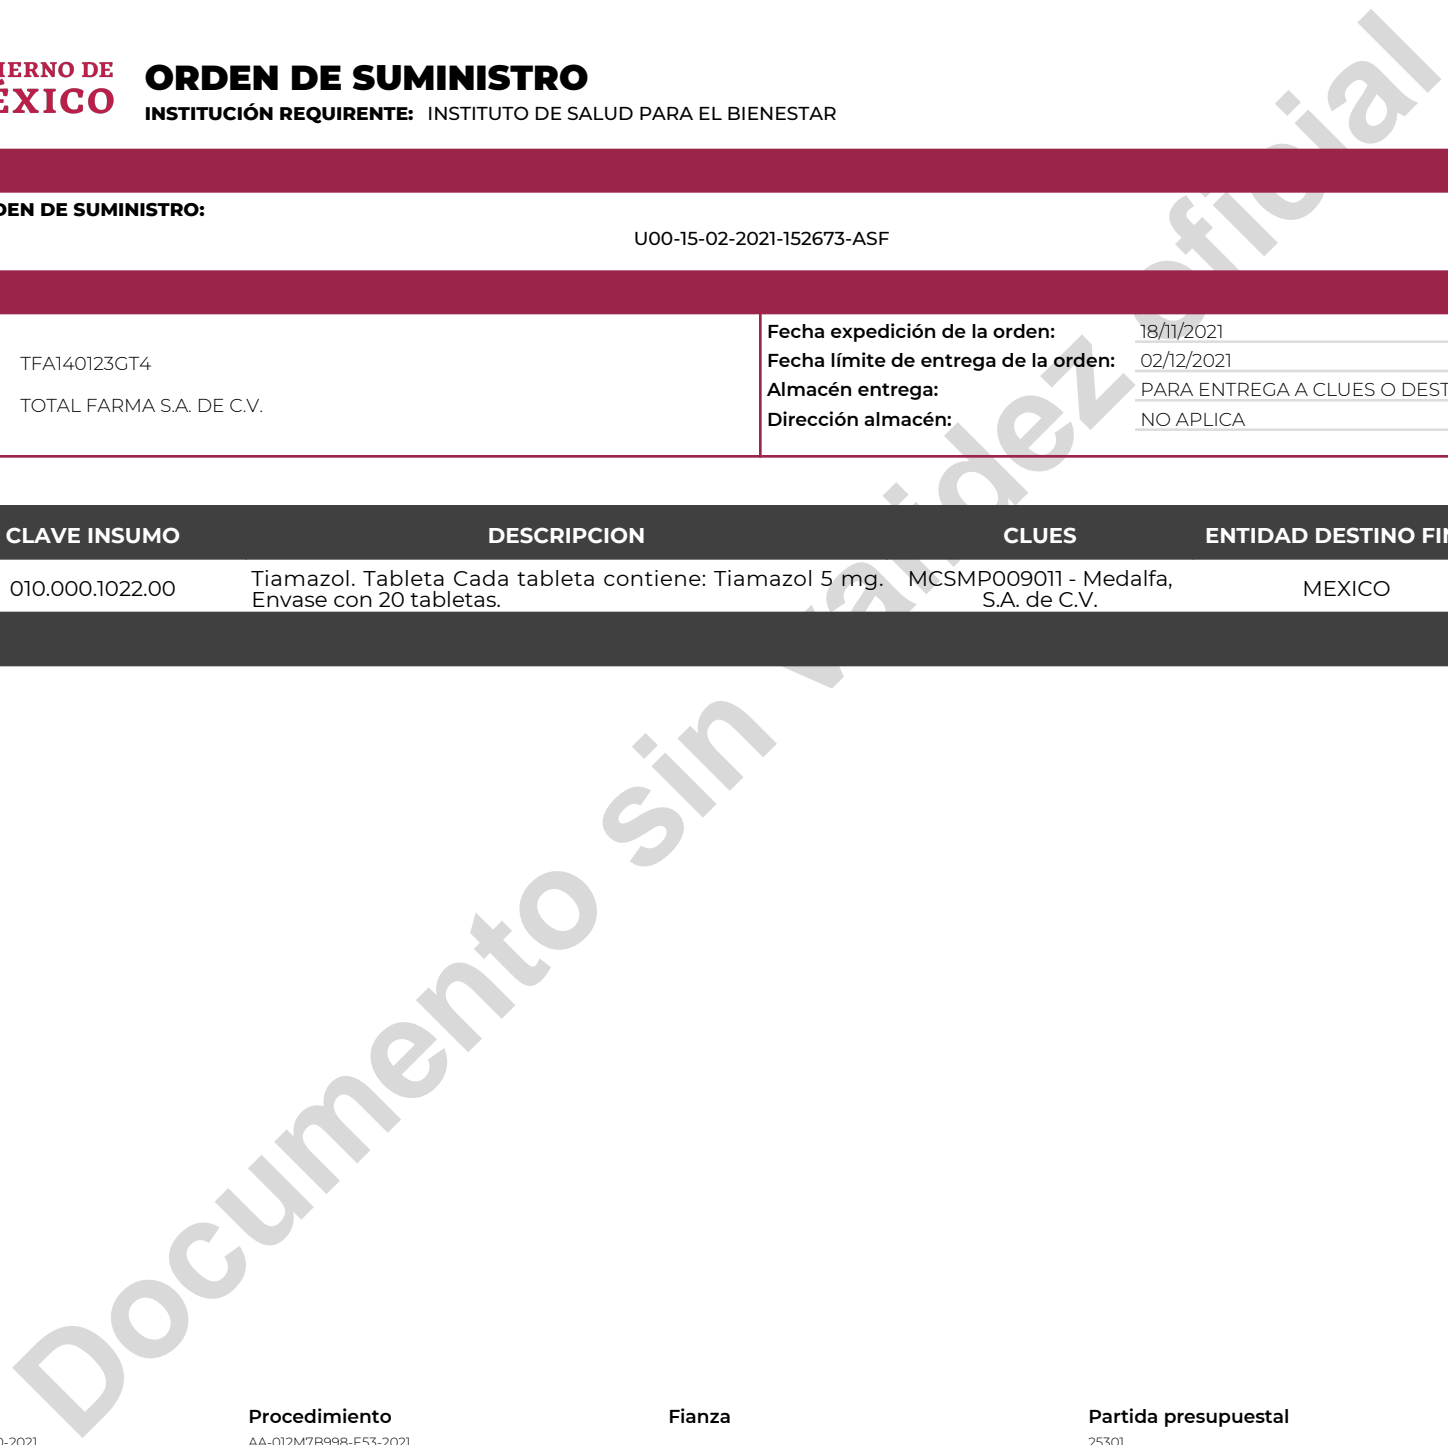 IERNO DE
ÉXICO
ORDEN DE SUMINISTRO
INSTITUCIÓN REQUIRENTE: INSTITUTO DE SALUD PARA EL BIENESTAR
DEN DE SUMINISTRO:
U00-15-02-2021-152673-ASF
TFA140123GT4
TOTAL FARMA S.A. DE C.V.
Fecha expedición de la orden: 18/11/2021
Fecha límite de entrega de la orden: 02/12/2021
Almacén entrega: PARA ENTREGA A CLUES O DEST
Dirección almacén: NO APLICA
CLAVE INSUMO DESCRIPCION CLUES ENTIDAD DESTINO FIN
010.000.1022.00 Tiamazol. Tableta Cada tableta contiene: Tiamazol 5 mg. Envase con 20 tabletas. MCSMP009011 - Medalfa, S.A. de C.V. MEXICO
Documento sin validez oficial
Procedimiento Fianza Partida presupuestal
0-2021 AA-012M7B998-E53-2021 25301